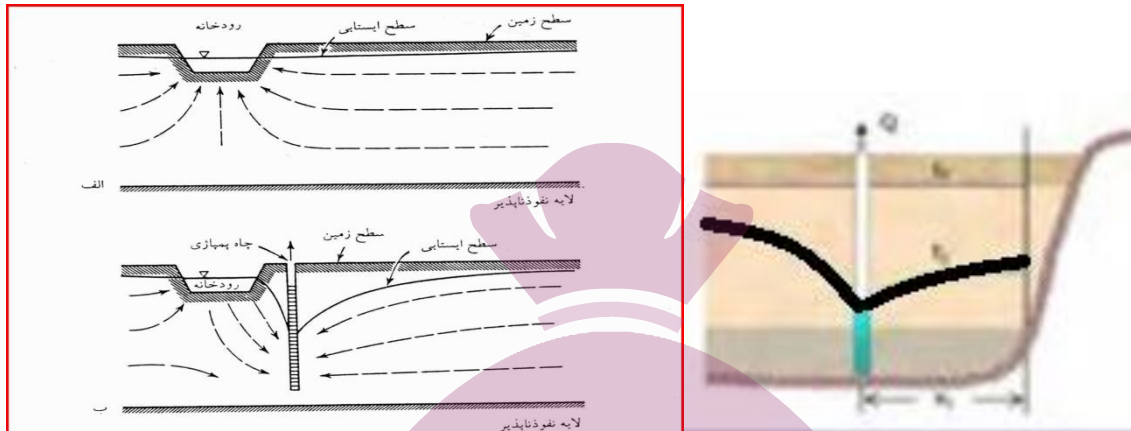 رودخانه
سطح ایستابی
سطح زمین
الف
لایه نفوذناپذیر
چاه پمپاژی
سطح زمین
سطح ایستابی
رودخانه
ب
لایه نفوذناپذیر
Q